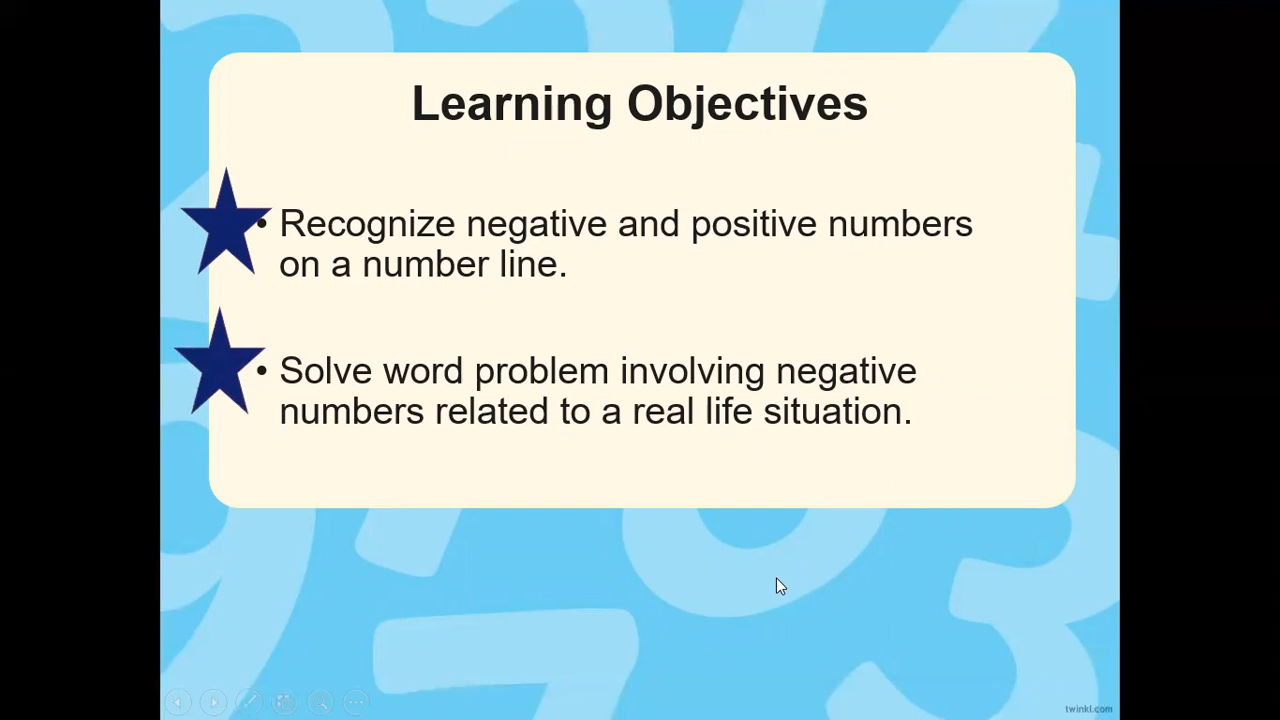 Learning Objectives
• Recognize negative and positive numbers
on a number line.
• Solve word problem involving negative
numbers related to a real life situation.
twinkl.com